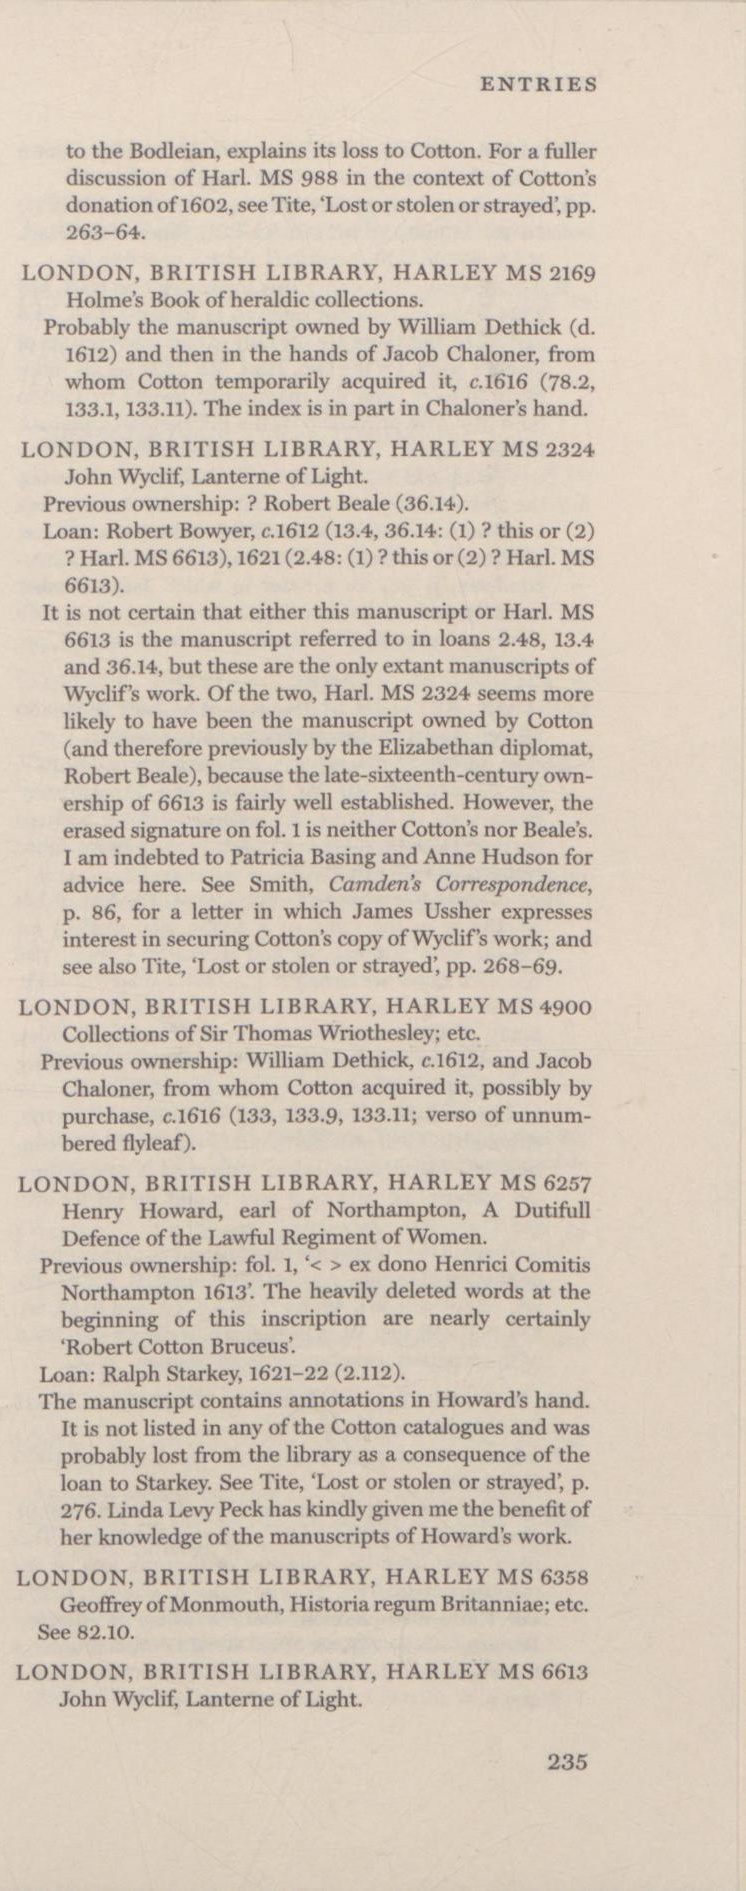 ENTRIES
to the Bodleian, explains its loss to Cotton. For a fuller
discussion of Harl. MS 988 in the context of Cotton's
donation of 1602, see Tite, 'Lost or stolen or strayed', pp.
263–64.
LONDON, BRITISH LIBRARY, HARLEY MS 2169
Holme's Book of heraldic collections.
Probably the manuscript owned by William Dethick (d.
1612) and then in the hands of Jacob Chaloner, from
whom Cotton temporarily acquired it, c.1616 (78.2,
133.1, 133.11). The index is in part in Chaloner's hand.
LONDON, BRITISH LIBRARY, HARLEY MS 2324
John Wyclif, Lanterne of Light.
Previous ownership: ? Robert Beale (36.14).
Loan: Robert Bowyer, c.1612 (13.4, 36.14: (1) ? this or (2)
? Harl. MS 6613), 1621 (2.48: (1) ? this or (2) ? Harl. MS
6613).
It is not certain that either this manuscript or Harl. MS
6613 is the manuscript referred to in loans 2.48, 13.4
and 36.14, but these are the only extant manuscripts of
Wyclif's work. Of the two, Harl. MS 2324 seems more
likely to have been the manuscript owned by Cotton
(and therefore previously by the Elizabethan diplomat,
Robert Beale), because the late-sixteenth-century own-
ership of 6613 is fairly well established. However, the
erased signature on fol. 1 is neither Cotton's nor Beale's.
I am indebted to Patricia Basing and Anne Hudson for
advice here. See Smith, Camden's Correspondence,
p. 86, for a letter in which James Ussher expresses
interest in securing Cotton's copy of Wyclif's work; and
see also Tite, 'Lost or stolen or strayed', pp. 268–69.
LONDON, BRITISH LIBRARY, HARLEY MS 4900
Collections of Sir Thomas Wriothesley; etc.
Previous ownership: William Dethick, c.1612, and Jacob
Chaloner, from whom Cotton acquired it, possibly by
purchase, c.1616 (133, 133.9, 133.11; verso of unnum-
bered flyleaf).
LONDON, BRITISH LIBRARY, HARLEY MS 6257
Henry Howard, earl of Northampton, A Dutifull
Defence of the Lawful Regiment of Women.
Previous ownership: fol. 1, '< > ex dono Henrici Comitis
Northampton 1613'. The heavily deleted words at the
beginning of this inscription are nearly certainly
'Robert Cotton Bruceus'.
Loan: Ralph Starkey, 1621–22 (2.112).
The manuscript contains annotations in Howard's hand.
It is not listed in any of the Cotton catalogues and was
probably lost from the library as a consequence of the
loan to Starkey. See Tite, 'Lost or stolen or strayed', p.
276. Linda Levy Peck has kindly given me the benefit of
her knowledge of the manuscripts of Howard's work.
LONDON, BRITISH LIBRARY, HARLEY MS 6358
Geoffrey of Monmouth, Historia regum Britanniae; etc.
See 82.10.
LONDON, BRITISH LIBRARY, HARLEY MS 6613
John Wyclif, Lanterne of Light.
235